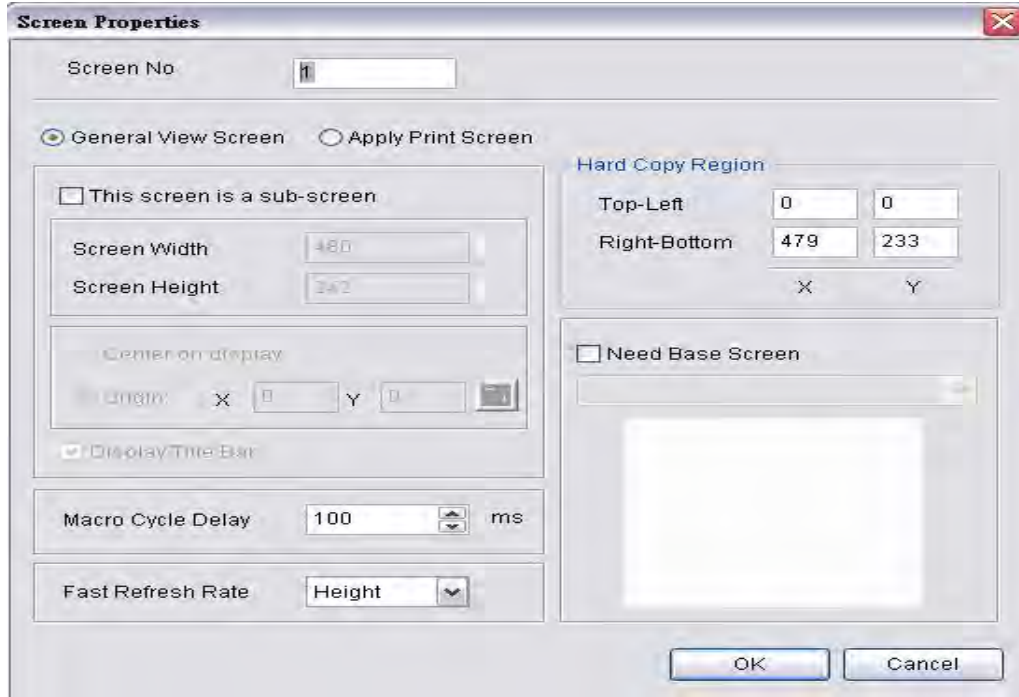 Screen Properties
Screen No 1
General View Screen Apply Print Screen
This screen is a sub-screen
Screen Width 480
Screen Height
Center on display
Origin: X 0 Y 0
Display Title Bar
Macro Cycle Delay 100 ms
Fast Refresh Rate Height
Hard Copy Region
Top-Left 0 0
Right-Bottom 479 233
X Y
Need Base Screen
OK Cancel